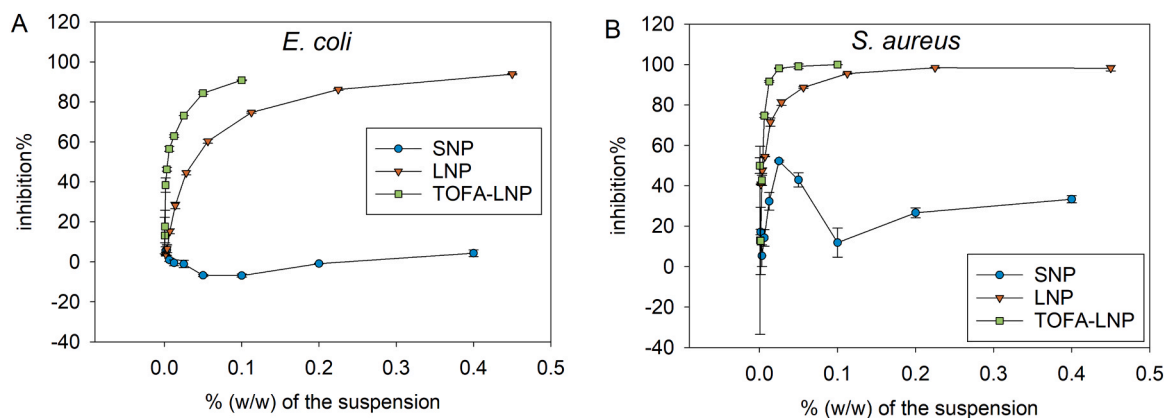 A
E. coli
120
100
80
60
40
20
0
-20
-40
inhibition%
SNP
LNP
TOFA-LNP
0.0 0.1 0.2 0.3 0.4 0.5
% (w/w) of the suspension
B
S. aureus
120
100
80
60
40
20
0
-20
-40
inhibition%
SNP
LNP
TOFA-LNP
0.0 0.1 0.2 0.3 0.4 0.5
% (w/w) of the suspension